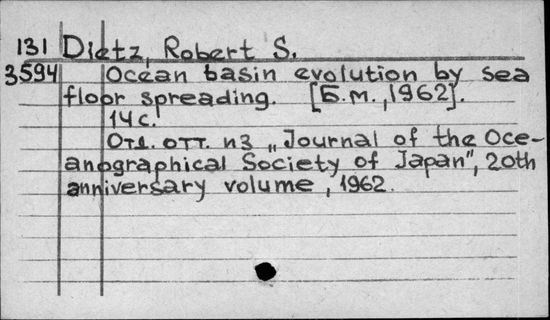 131 Dietz, Robert S.
3594 Ocean basin evolution by sea
floor spreading. [Б.м., 1962].
14 с.
Отд. отт. из „Journal of the Oce-
anographical Society of Japan", 20th
anniversary volume, 1962.